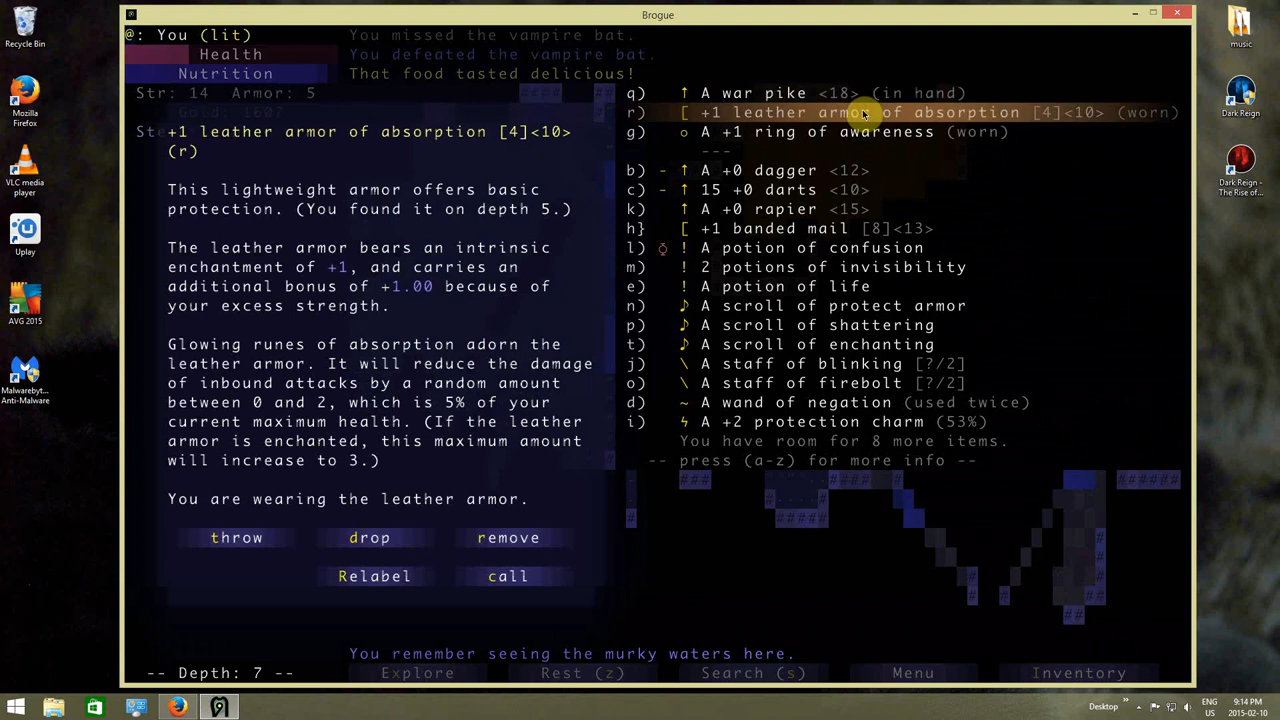 Brogue
Recycle Bin
Mozilla
Firefox
VLC media
player
Uplay
AVG 2015
Malwarebyt...
Anti-Malware
music
Dark Reign
Dark Reign
- The Rise of...
@: You (lit)
Health
Nutrition
Str: 14 Armor: 5
You missed the vampire bat.
You defeated the vampire bat.
That food tasted delicious!
+1 leather armor of absorption [4]<10>
(r)
This lightweight armor offers basic
protection. (You found it on depth 5.)
The leather armor bears an intrinsic
enchantment of +1, and carries an
additional bonus of +1.00 because of
your excess strength.
Glowing runes of absorption adorn the
leather armor. It will reduce the damage
of inbound attacks by a random amount
between 0 and 2, which is 5% of your
current maximum health. (If the leather
armor is enchanted, this maximum amount
will increase to 3.)
You are wearing the leather armor.
throw drop remove
Relabel call
q) ↑ A war pike <18> (in hand)
r) [ +1 leather armor of absorption [4]<10> (worn)
g) ○ A +1 ring of awareness (worn)
---
b) - ↑ A +0 dagger <12>
c) - ↑ 15 +0 darts <10>
k) ↑ A +0 rapier <15>
h} [ +1 banded mail [8]<13>
l) ! A potion of confusion
m) ! 2 potions of invisibility
e) ! A potion of life
n) ♪ A scroll of protect armor
p) ♪ A scroll of shattering
t) ♪ A scroll of enchanting
j) \ A staff of blinking [?/2]
o) \ A staff of firebolt [?/2]
d) ~ A wand of negation (used twice)
i) ϟ A +2 protection charm (53%)
You have room for 8 more items.
-- press (a-z) for more info --
You remember seeing the murky waters here.
-- Depth: 7 --
Explore Rest (z) Search (s) Menu Inventory
Desktop
ENG
US
9:14 PM
2015-02-10